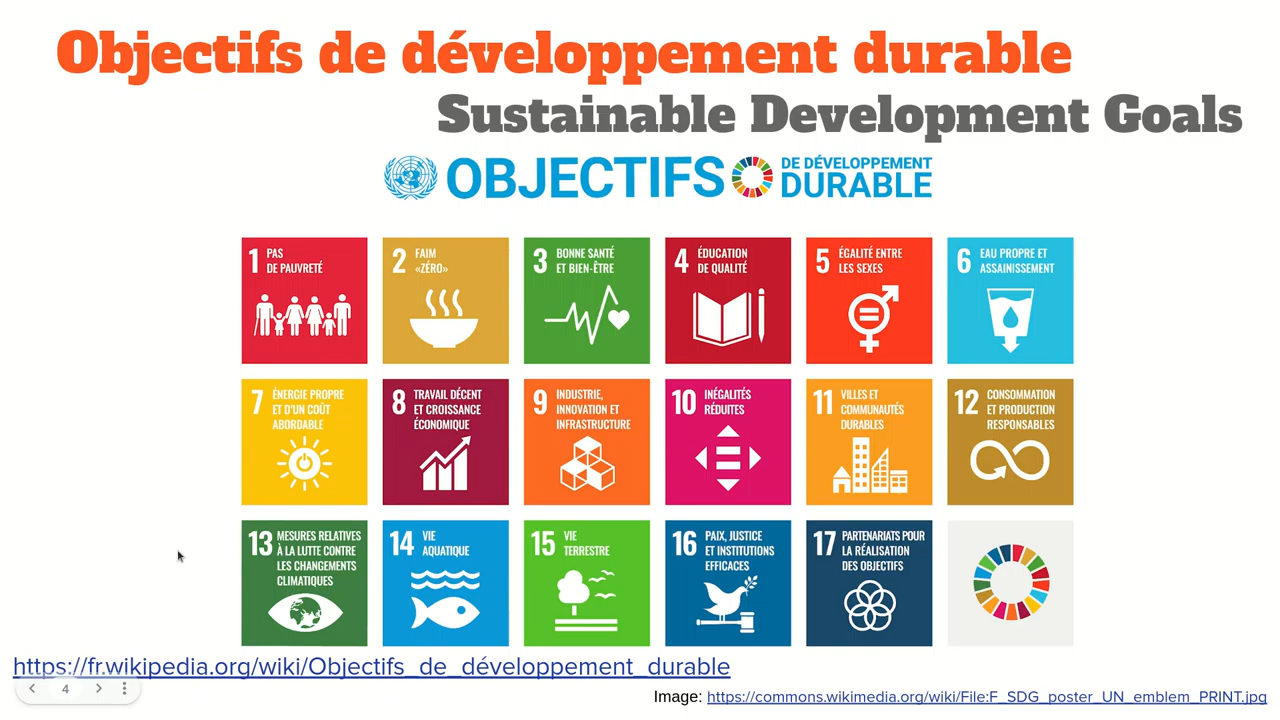 Objectifs de développement durable
Sustainable Development Goals
OBJECTIFS DE DÉVELOPPEMENT
DURABLE
1 PAS
DE PAUVRETÉ
2 FAIM
«ZÉRO»
3 BONNE SANTÉ
ET BIEN-ÊTRE
4 ÉDUCATION
DE QUALITÉ
5 ÉGALITÉ ENTRE
LES SEXES
6 EAU PROPRE ET
ASSAINISSEMENT
7 ÉNERGIE PROPRE
ET D'UN COÛT
ABORDABLE
8 TRAVAIL DÉCENT
ET CROISSANCE
ÉCONOMIQUE
9 INDUSTRIE,
INNOVATION ET
INFRASTRUCTURE
10 INÉGALITÉS
RÉDUITES
11 VILLES ET
COMMUNAUTÉS
DURABLES
12 CONSOMMATION
ET PRODUCTION
RESPONSABLES
13 MESURES RELATIVES
À LA LUTTE CONTRE
LES CHANGEMENTS
CLIMATIQUES
14 VIE
AQUATIQUE
15 VIE
TERRESTRE
16 PAIX, JUSTICE
ET INSTITUTIONS
EFFICACES
17 PARTENARIATS POUR
LA RÉALISATION
DES OBJECTIFS
https://fr.wikipedia.org/wiki/Objectifs_de_développement_durable
4
Image: https://commons.wikimedia.org/wiki/File:F_SDG_poster_UN_emblem_PRINT.jpg